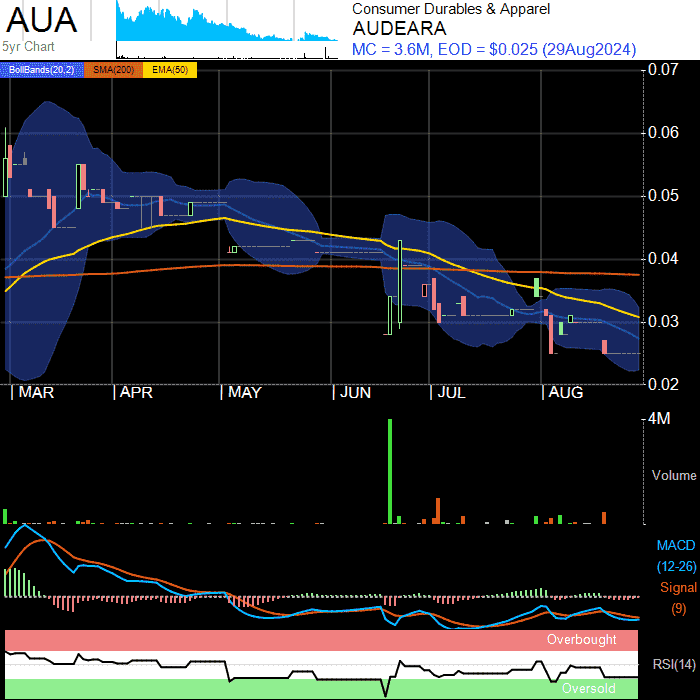 AUA
5yr Chart
Consumer Durables & Apparel
AUDEARA
MC = 3.6M, EOD = $0.025 (29Aug2024)
BollBands(20,2) SMA(200) EMA(50)
0.07
0.06
0.05
0.04
0.03
0.02
MAR APR MAY JUN JUL AUG
4M
Volume
MACD
(12-26)
Signal
(9)
Overbought
RSI(14)
Oversold